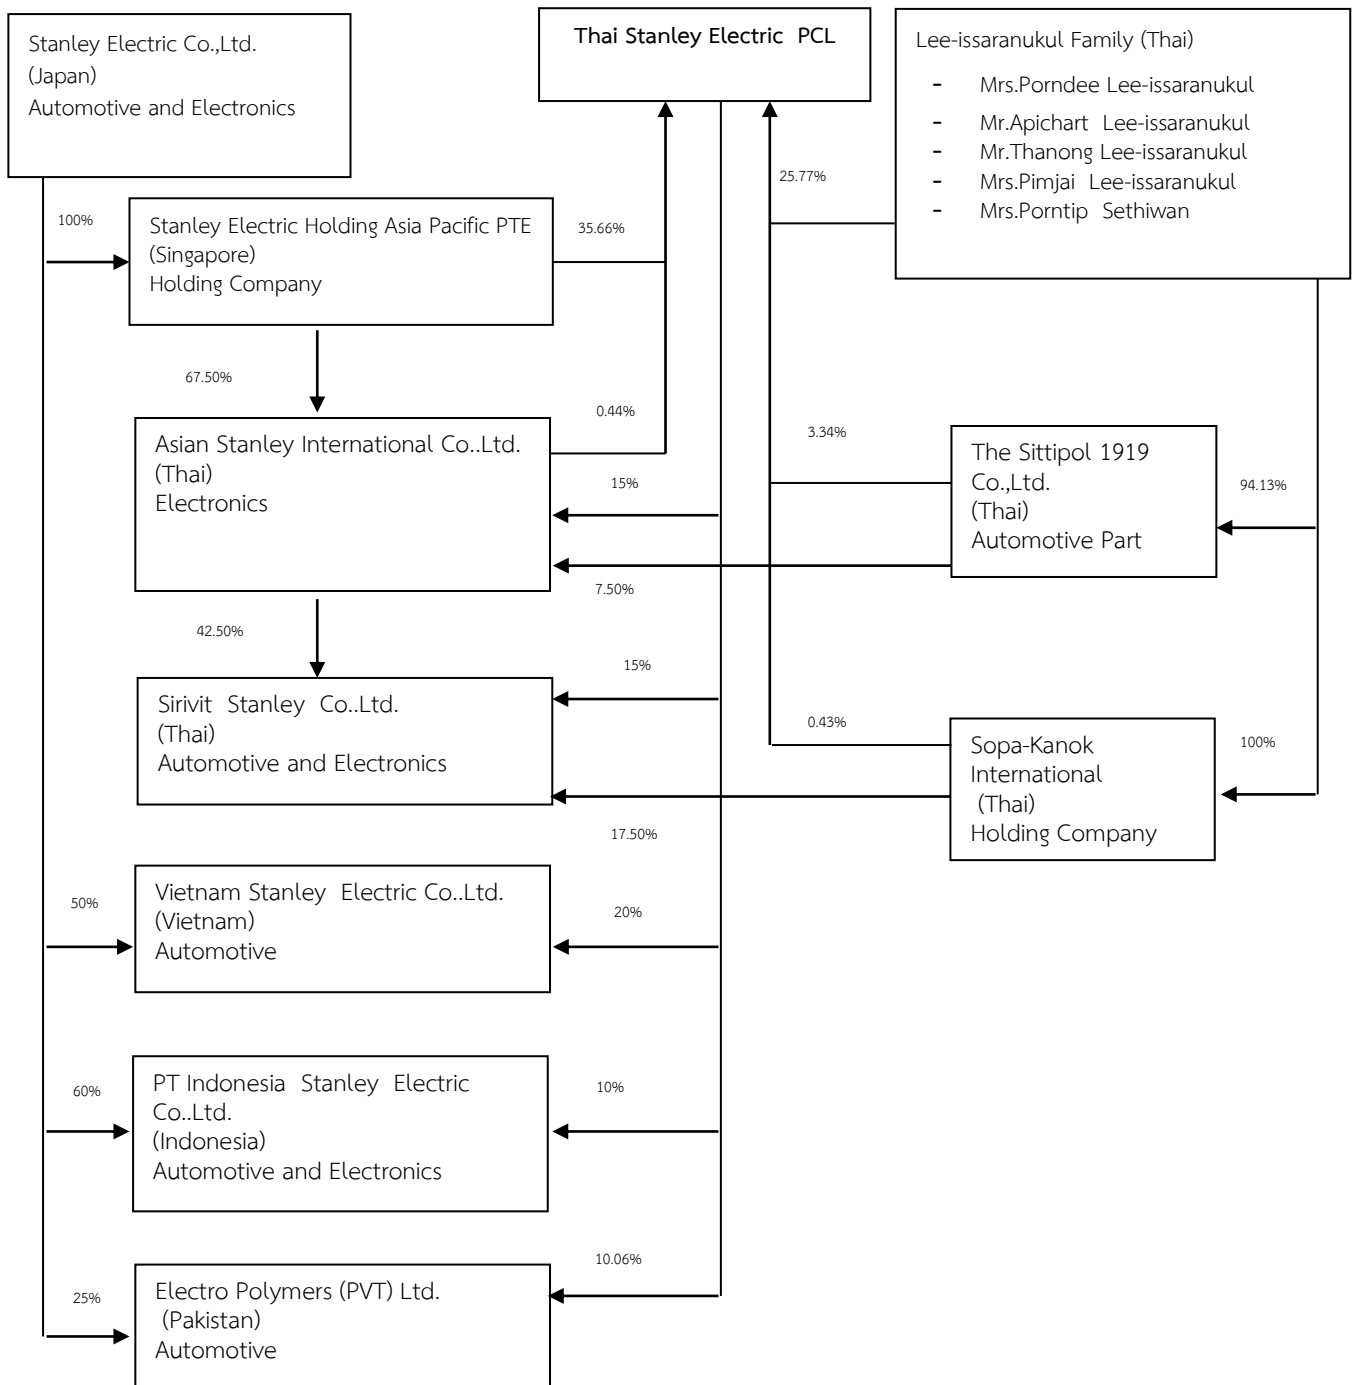 Stanley Electric Co.,Ltd.
(Japan)
Automotive and Electronics
Thai Stanley Electric PCL
Lee-issaranukul Family (Thai)
- Mrs.Porndee Lee-issaranukul
- Mr.Apichart Lee-issaranukul
- Mr.Thanong Lee-issaranukul
- Mrs.Pimjai Lee-issaranukul
- Mrs.Porntip Sethiwan
100%
Stanley Electric Holding Asia Pacific PTE
(Singapore)
Holding Company
35.66%
25.77%
67.50%
Asian Stanley International Co..Ltd.
(Thai)
Electronics
0.44%
15%
7.50%
3.34%
The Sittipol 1919
Co.,Ltd.
(Thai)
Automotive Part
94.13%
42.50%
Sirivit Stanley Co..Ltd.
(Thai)
Automotive and Electronics
15%
17.50%
0.43%
Sopa-Kanok
International
(Thai)
Holding Company
100%
50%
Vietnam Stanley Electric Co..Ltd.
(Vietnam)
Automotive
20%
60%
PT Indonesia Stanley Electric
Co..Ltd.
(Indonesia)
Automotive and Electronics
10%
25%
Electro Polymers (PVT) Ltd.
(Pakistan)
Automotive
10.06%